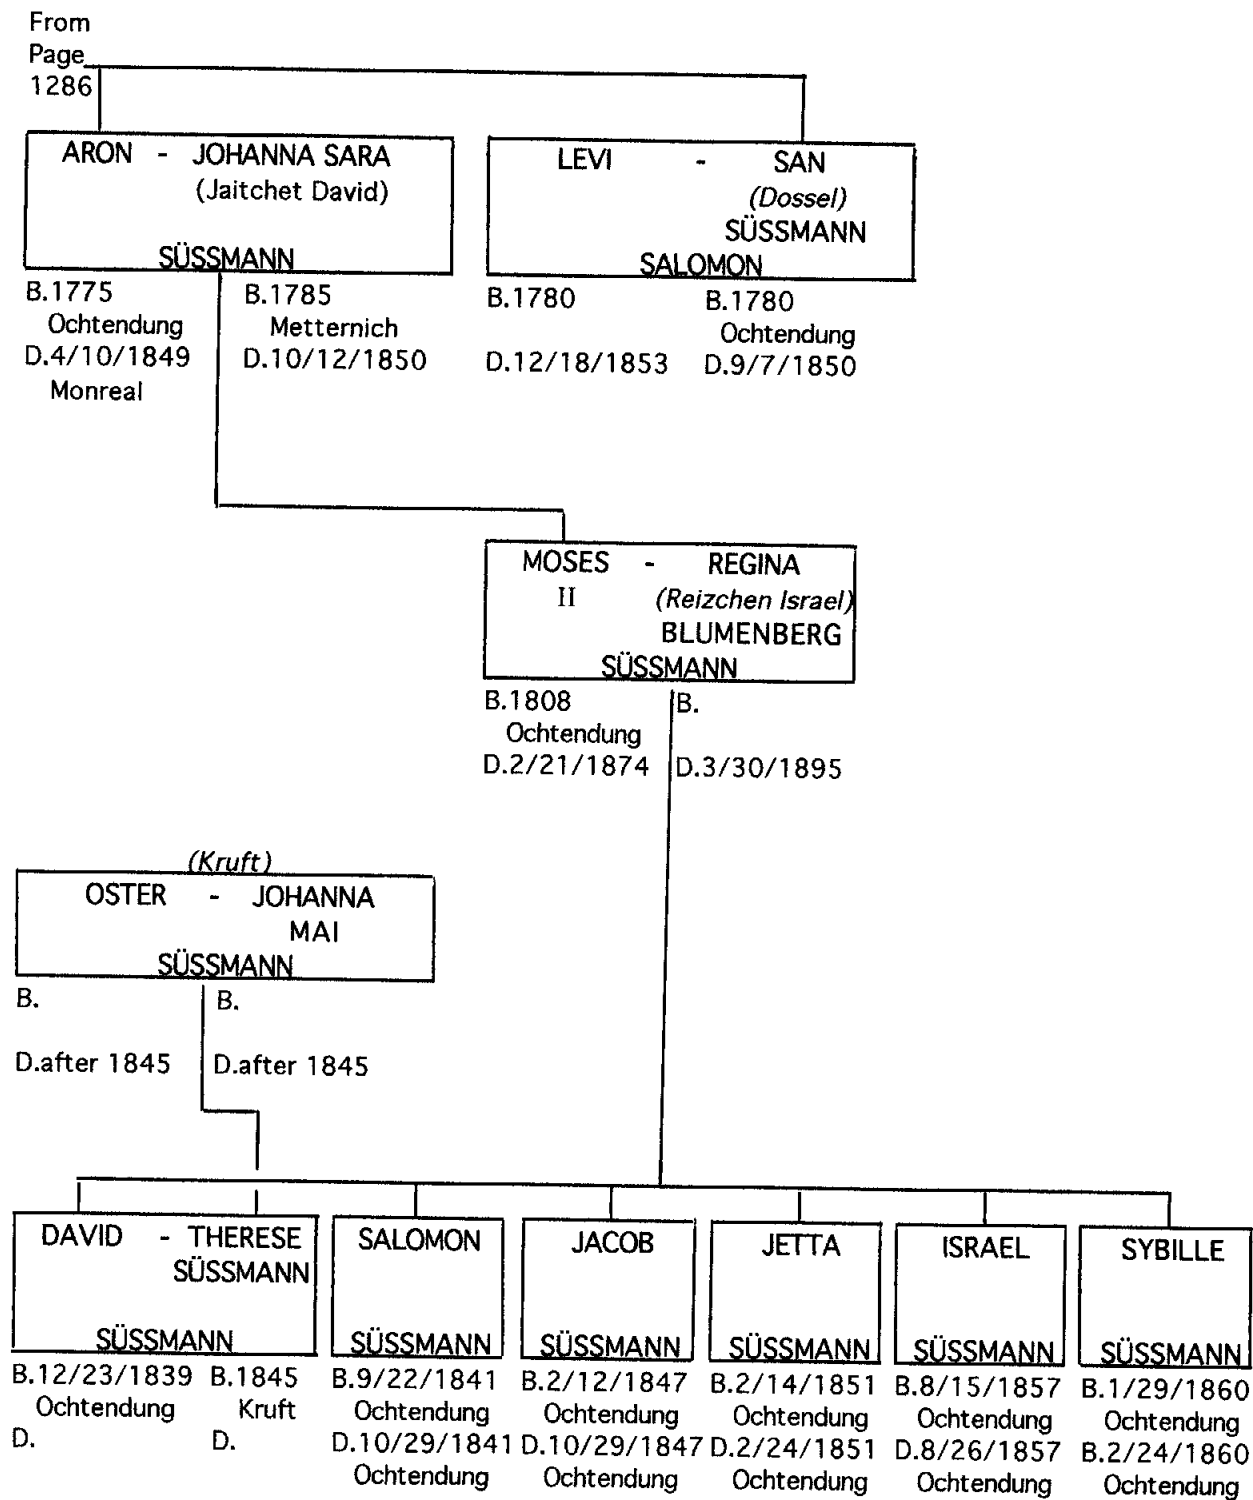 From
Page
1286
ARON - JOHANNA SARA
(Jaitchet David)
SÜSSMANN
B.1775 B.1785
Ochtendung Metternich
D.4/10/1849 D.10/12/1850
Monreal
LEVI - SAN
(Dossel)
SÜSSMANN
SALOMON
B.1780 B.1780
Ochtendung
D.12/18/1853 D.9/7/1850
MOSES - REGINA
II (Reizchen Israel)
BLUMENBERG
SÜSSMANN
B.1808 B.
Ochtendung
D.2/21/1874 D.3/30/1895
(Kruft)
OSTER - JOHANNA
MAI
SÜSSMANN
B. B.
D.after 1845 D.after 1845
DAVID - THERESE
SÜSSMANN
SÜSSMANN
B.12/23/1839 B.1845
Ochtendung Kruft
D. D.
SALOMON
SÜSSMANN
B.9/22/1841
Ochtendung
D.10/29/1841
Ochtendung
JACOB
SÜSSMANN
B.2/12/1847
Ochtendung
D.10/29/1847
Ochtendung
JETTA
SÜSSMANN
B.2/14/1851
Ochtendung
D.2/24/1851
Ochtendung
ISRAEL
SÜSSMANN
B.8/15/1857
Ochtendung
D.8/26/1857
Ochtendung
SYBILLE
SÜSSMANN
B.1/29/1860
Ochtendung
B.2/24/1860
Ochtendung